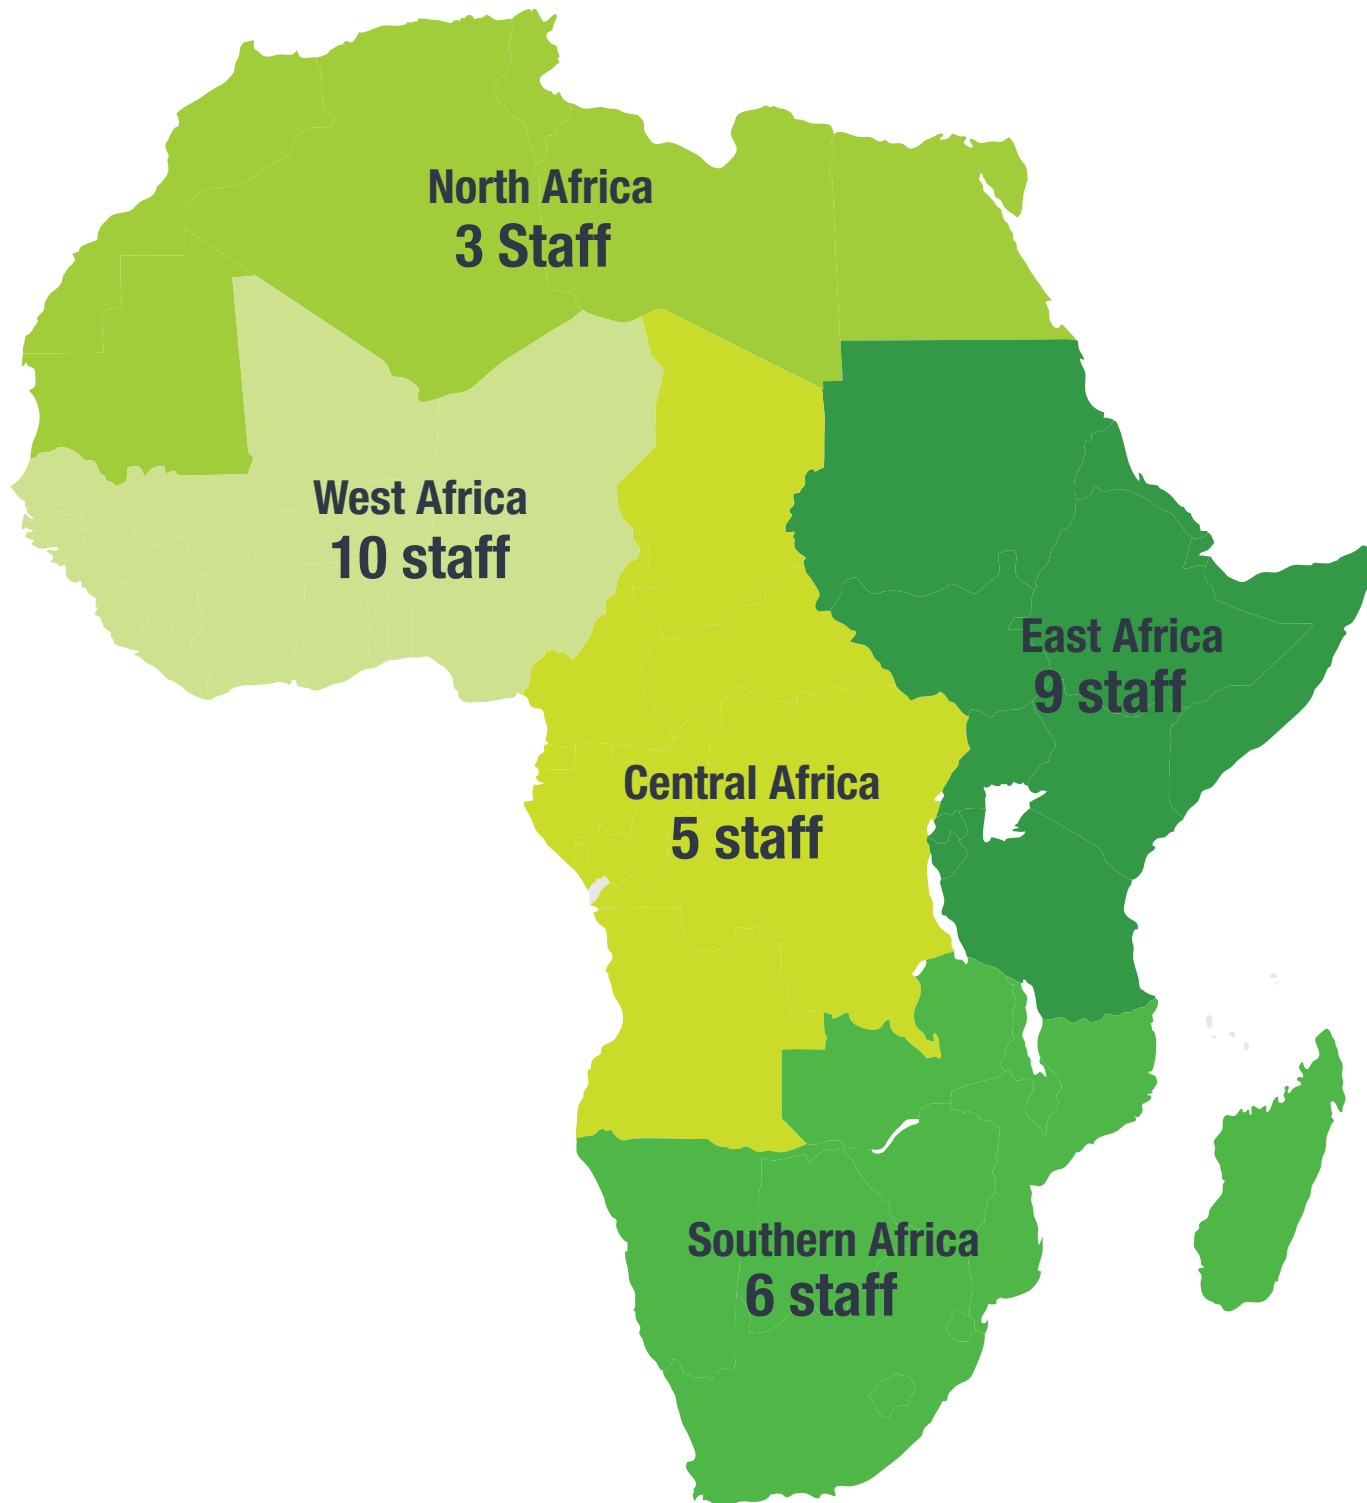 North Africa
3 Staff
West Africa
10 staff
East Africa
9 staff
Central Africa
5 staff
Southern Africa
6 staff